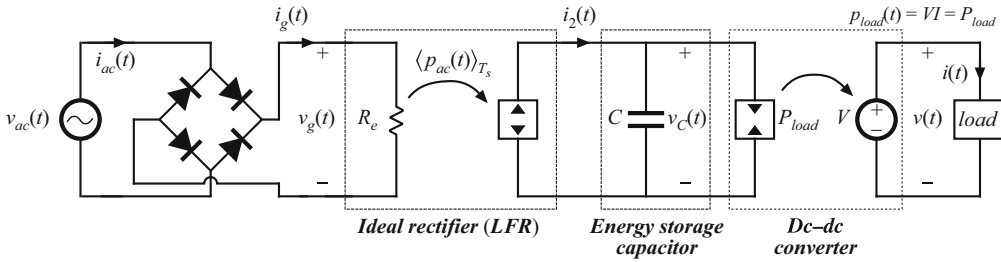 p_load(t) = VI = P_load
i_g(t)
i_2(t)
i_ac(t)
⟨p_ac(t)⟩_T_s
i(t)
v_ac(t)
+
v_g(t)
–
R_e
C
+
v_C(t)
–
P_load
V
+
–
+
v(t)
–
load
Ideal rectifier (LFR)
Energy storage
capacitor
Dc–dc
converter